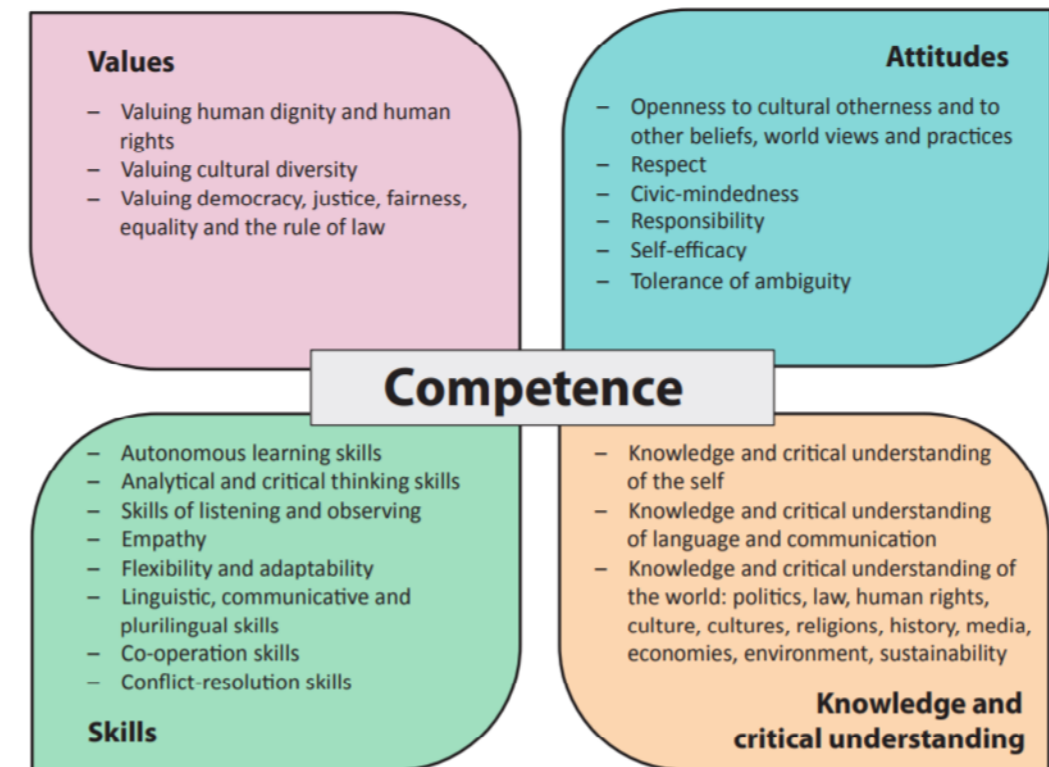 Values
– Valuing human dignity and human
rights
– Valuing cultural diversity
– Valuing democracy, justice, fairness,
equality and the rule of law
Attitudes
– Openness to cultural otherness and to
other beliefs, world views and practices
– Respect
– Civic-mindedness
– Responsibility
– Self-efficacy
– Tolerance of ambiguity
Competence
– Autonomous learning skills
– Analytical and critical thinking skills
– Skills of listening and observing
– Empathy
– Flexibility and adaptability
– Linguistic, communicative and
plurilingual skills
– Co-operation skills
– Conflict-resolution skills
Skills
– Knowledge and critical understanding
of the self
– Knowledge and critical understanding
of language and communication
– Knowledge and critical understanding of
the world: politics, law, human rights,
culture, cultures, religions, history, media,
economies, environment, sustainability
Knowledge and
critical understanding